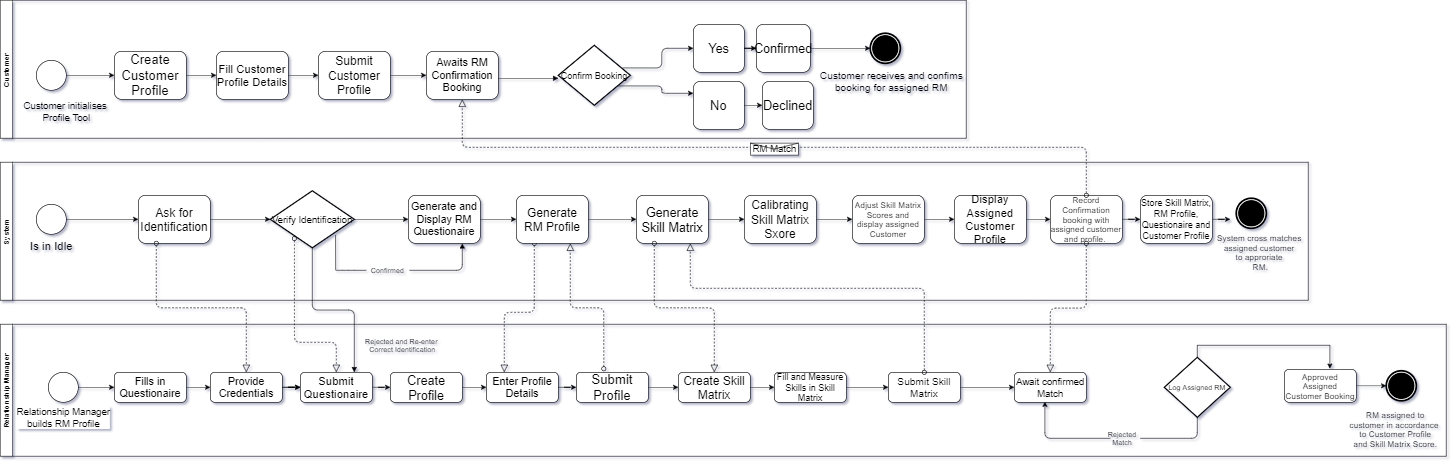 Customer
Customer initialises
Profile Tool
Create
Customer
Profile
Fill Customer
Profile Details
Submit
Customer
Profile
Awaits RM
Confirmation
Booking
Confirm Booking
Yes
Confirmed
No
Declined
Customer receives and confims
booking for assigned RM
RM Match
System
Is in Idle
Ask for
Identification
Verify Identification
Confirmed
Generate and
Display RM
Questionaire
Generate
RM Profile
Generate
Skill Matrix
Calibrating
Skill Matrix
Sxore
Adjust Skill Matrix
Scores and
display assigned
Customer
Display
Assigned
Customer
Profile
Record
Confirmation
booking with
assigned customer
and profile.
Store Skill Matrix,
RM Profile,
Questionaire and
Customer Profile
System cross matches
assigned customer
to approriate
RM.
Relationship Manager
Relationship Manager
builds RM Profile
Fills in
Questionaire
Provide
Credentials
Submit
Questionaire
Rejected and Re-enter
Correct Identification
Create
Profile
Enter Profile
Details
Submit
Profile
Create Skill
Matrix
Fill and Measure
Skills in Skill
Matrix
Submit Skill
Matrix
Await confirmed
Match
Rejected
Match
Log Assigned RM
Approved
Assigned
Customer Booking
RM assigned to
customer in accordance
to Customer Profile
and Skill Matrix Score.